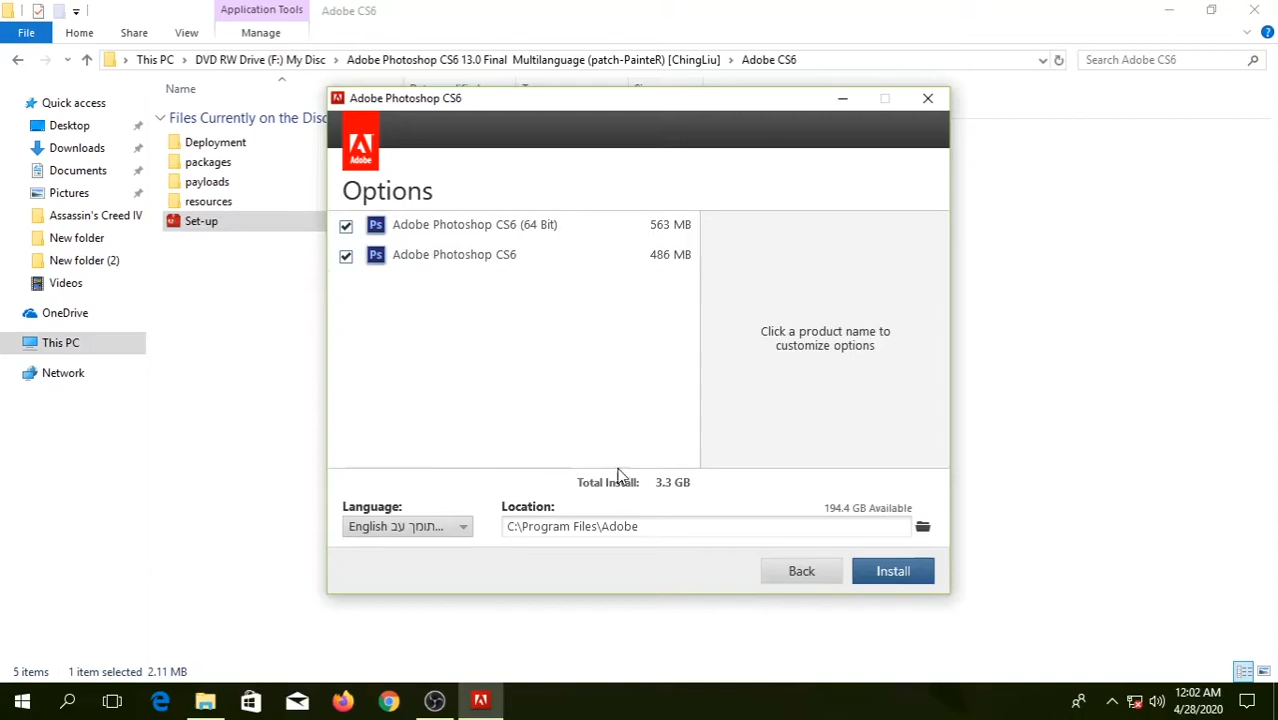 Application Tools
Adobe CS6
File
Home
Share
View
Manage
This PC
DVD RW Drive (F:) My Disc
Adobe Photoshop CS6 13.0 Final Multilanguage (patch-PainteR) [ChingLiu]
Adobe CS6
Search Adobe CS6
Name
Quick access
Desktop
Downloads
Documents
Pictures
Assassin's Creed IV
New folder
New folder (2)
Videos
OneDrive
This PC
Network
Files Currently on the Disc
Deployment
packages
payloads
resources
Set-up
Adobe Photoshop CS6
Adobe
Options
Ps Adobe Photoshop CS6 (64 Bit) 563 MB
Ps Adobe Photoshop CS6 486 MB
Click a product name to
customize options
Total Install: 3.3 GB
Language:
English תומך עב...
Location:
194.4 GB Available
C:\Program Files\Adobe
Back
Install
5 items
1 item selected 2.11 MB
12:02 AM
4/28/2020